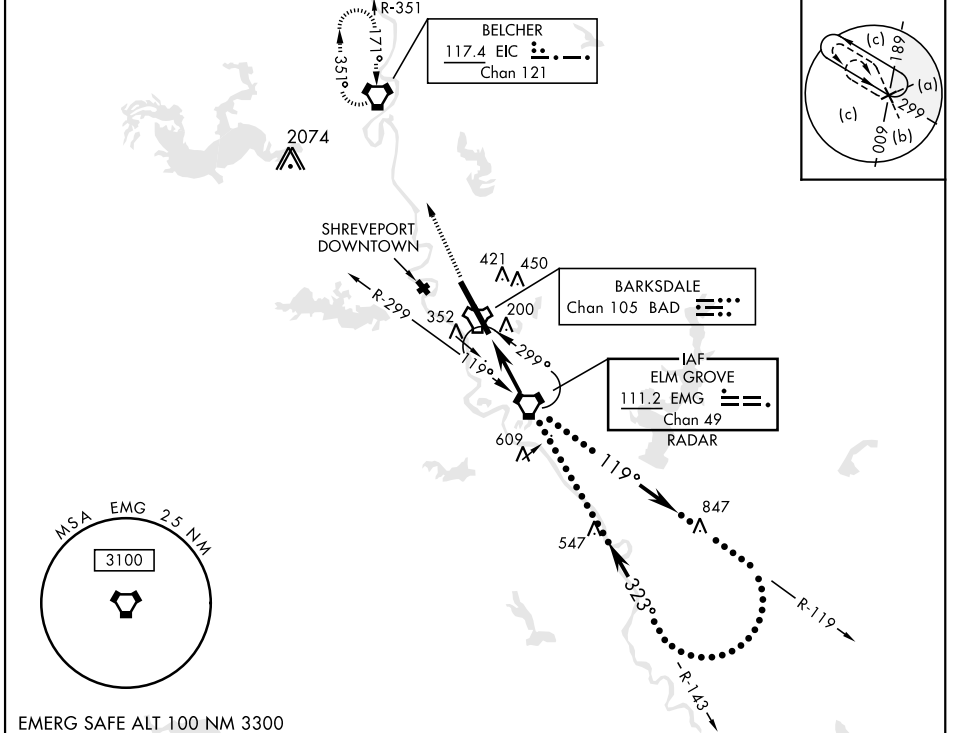 R-351
171°
351°
BELCHER
117.4 EIC
Chan 121
(c)
189
(a)
299
(c)
(b)
009
2074
SHREVEPORT
DOWNTOWN
421
450
R-299
352
200
BARKSDALE
Chan 105 BAD
299°
119°
IAF
ELM GROVE
111.2 EMG
Chan 49
RADAR
609
119°
847
547
MSA EMG 25 NM
3100
323°
R-119
R-143
EMERG SAFE ALT 100 NM 3300